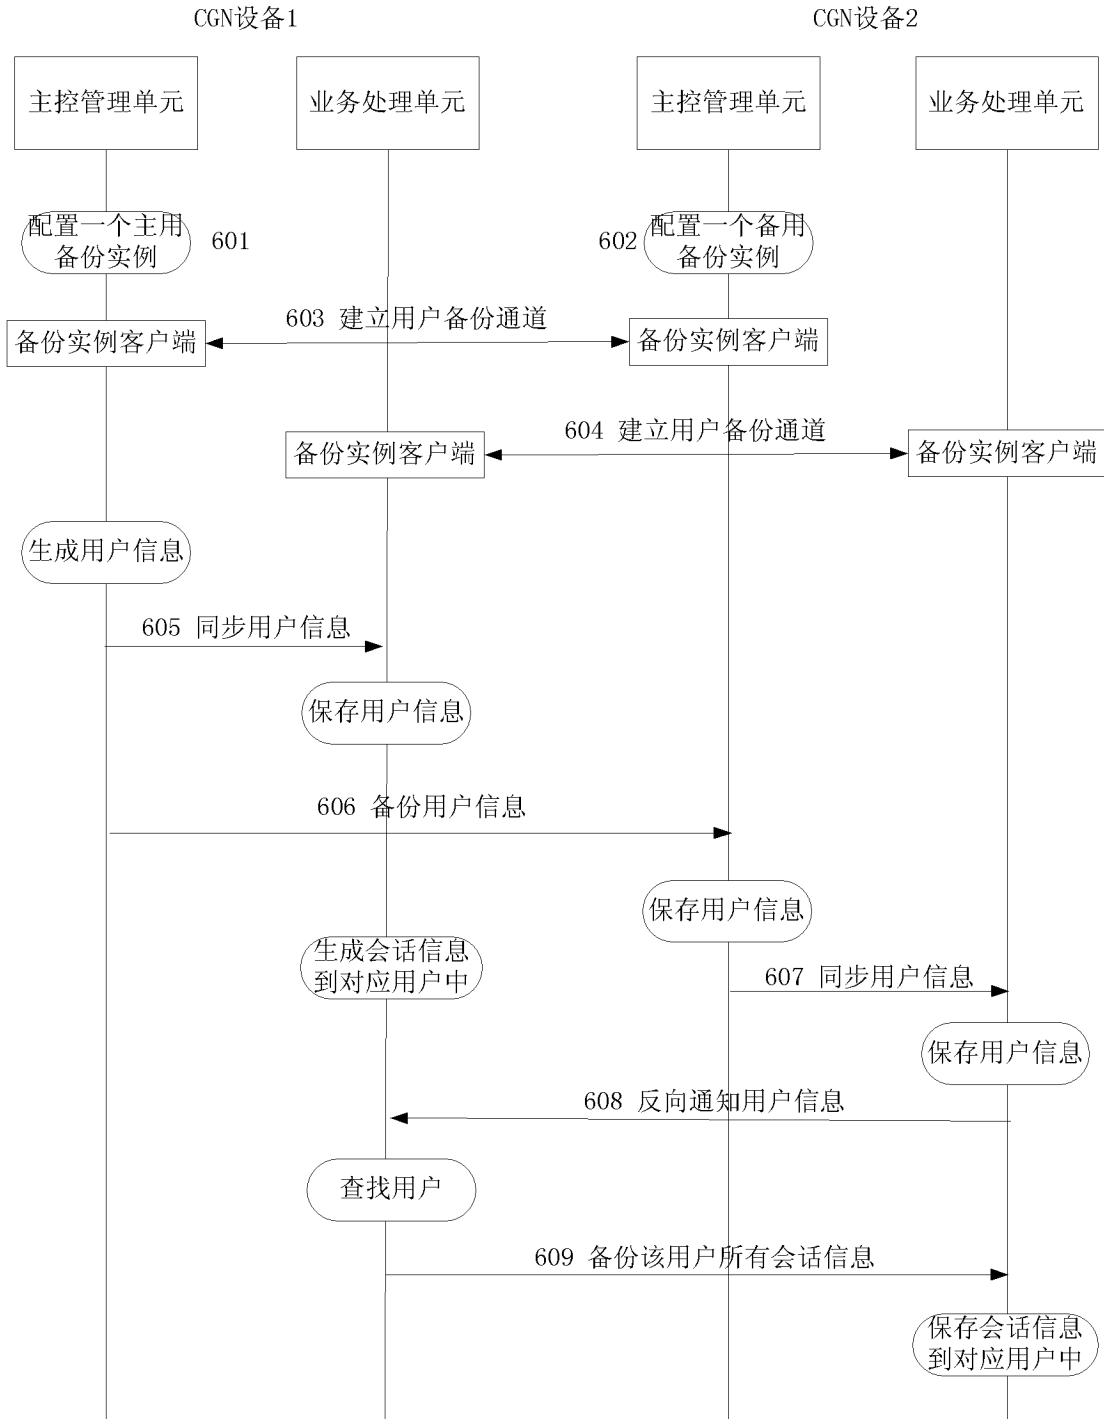 CGN设备1
CGN设备2
主控管理单元
业务处理单元
主控管理单元
业务处理单元
配置一个主用
备份实例
601
602
配置一个备用
备份实例
603 建立用户备份通道
备份实例客户端
备份实例客户端
604 建立用户备份通道
备份实例客户端
备份实例客户端
生成用户信息
605 同步用户信息
保存用户信息
606 备份用户信息
保存用户信息
生成会话信息
到对应用户中
607 同步用户信息
保存用户信息
608 反向通知用户信息
查找用户
609 备份该用户所有会话信息
保存会话信息
到对应用户中